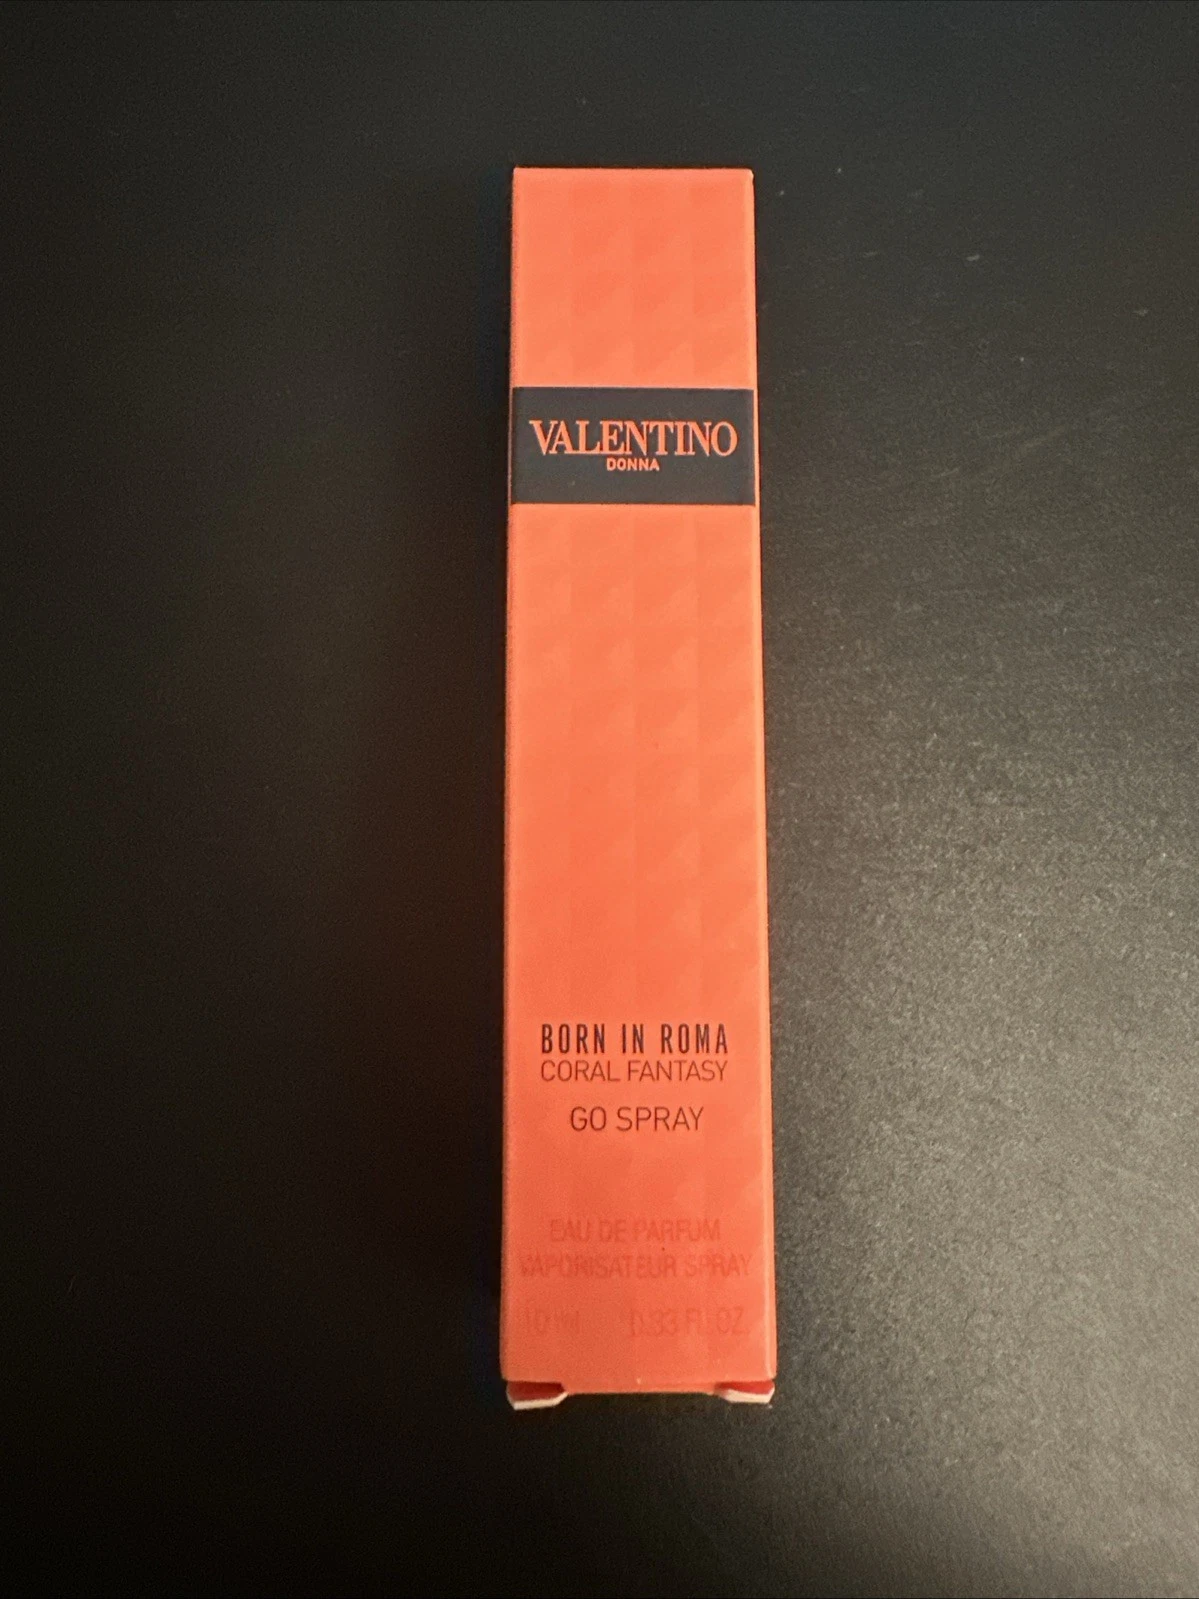 VALENTINO
DONNA
BORN IN ROMA
CORAL FANTASY
GO SPRAY
EAU DE PARFUM
VAPORISATEUR SPRAY
10 ml 0.33 FL.OZ.